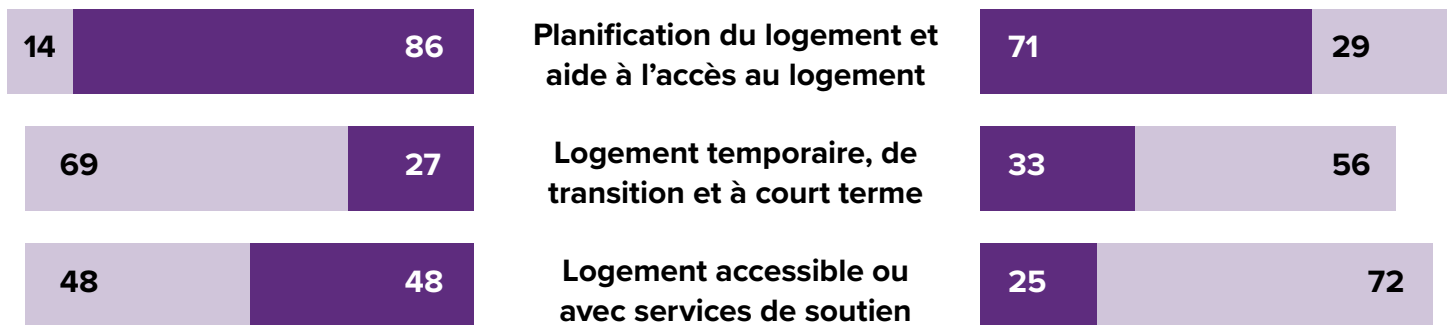 14 86 Planification du logement et 71 29
aide à l’accès au logement
69 27 Logement temporaire, de 33 56
transition et à court terme
48 48 Logement accessible ou 25 72
avec services de soutien